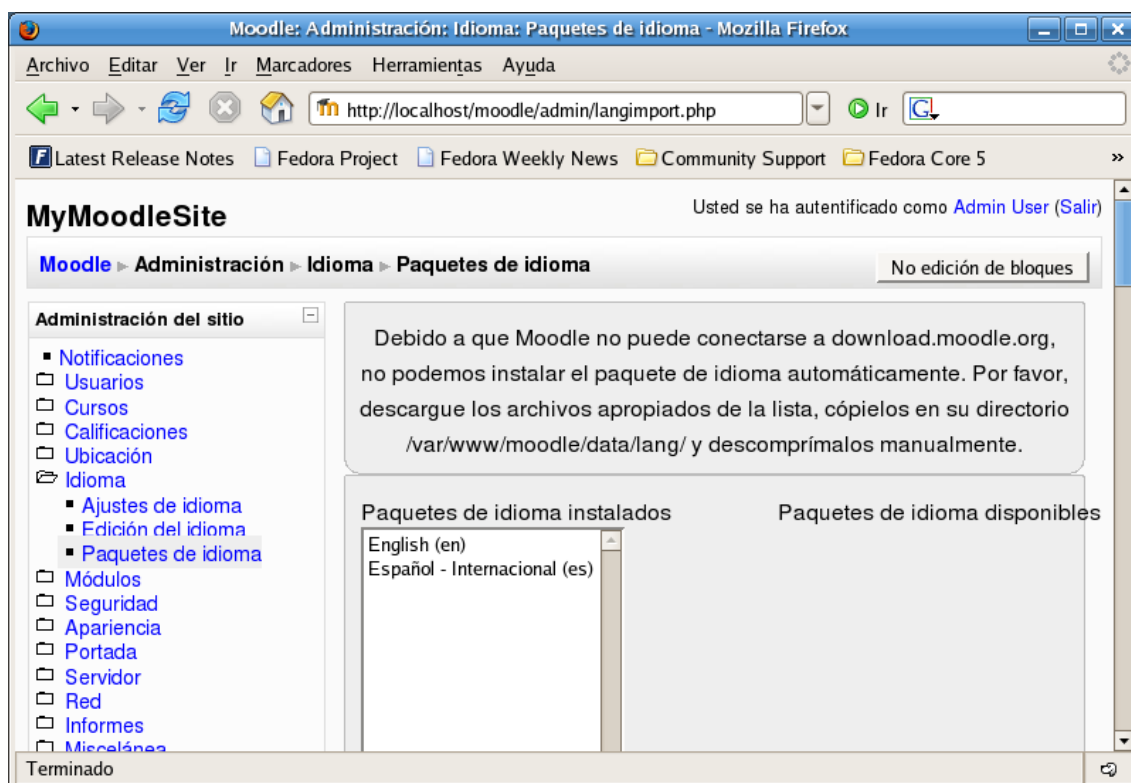 Moodle: Administración: Idioma: Paquetes de idioma - Mozilla Firefox
Archivo Editar Ver Ir Marcadores Herramientas Ayuda
http://localhost/moodle/admin/langimport.php Ir G
Latest Release Notes Fedora Project Fedora Weekly News Community Support Fedora Core 5 »
MyMoodleSite
Usted se ha autentificado como Admin User (Salir)
Moodle ► Administración ► Idioma ► Paquetes de idioma
No edición de bloques
Administración del sitio
Notificaciones
Usuarios
Cursos
Calificaciones
Ubicación
Idioma
Ajustes de idioma
Edición del idioma
Paquetes de idioma
Módulos
Seguridad
Apariencia
Portada
Servidor
Red
Informes
Miscelánea
Debido a que Moodle no puede conectarse a download.moodle.org,
no podemos instalar el paquete de idioma automáticamente. Por favor,
descargue los archivos apropiados de la lista, cópielos en su directorio
/var/www/moodle/data/lang/ y descomprímalos manualmente.
Paquetes de idioma instalados
Paquetes de idioma disponibles
English (en)
Español - Internacional (es)
Terminado